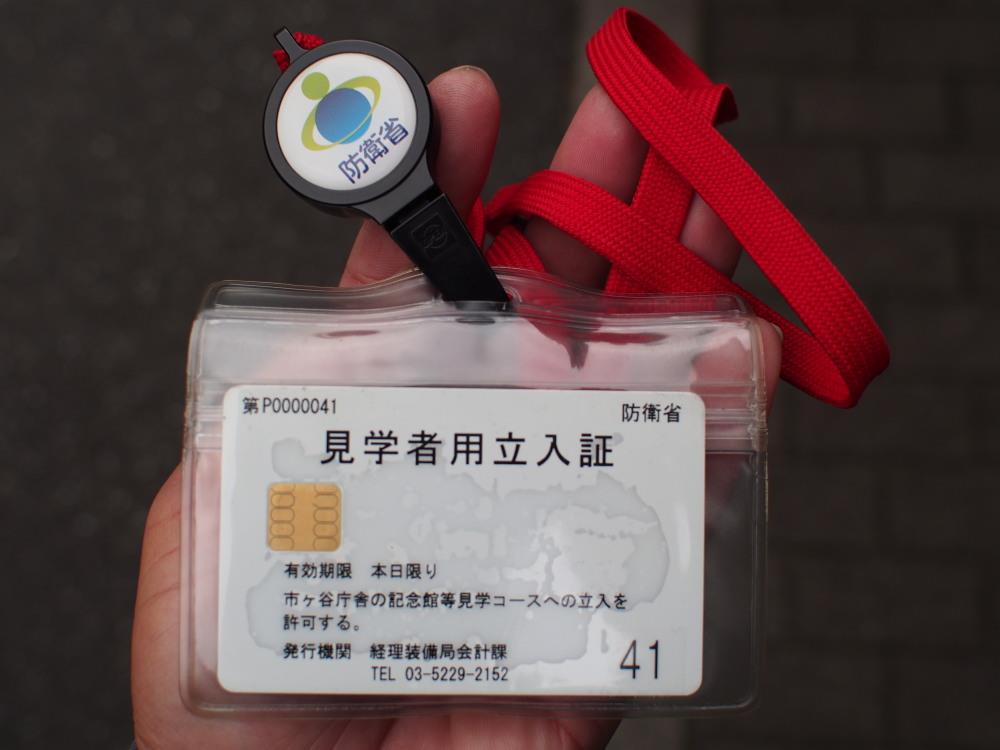 防衛省
第P0000041
防衛省
見学者用立入証
有効期限　本日限り
市ヶ谷庁舎の記念館等見学コースへの立入を
許可する。
発行機関　経理装備局会計課
TEL 03-5229-2152
41